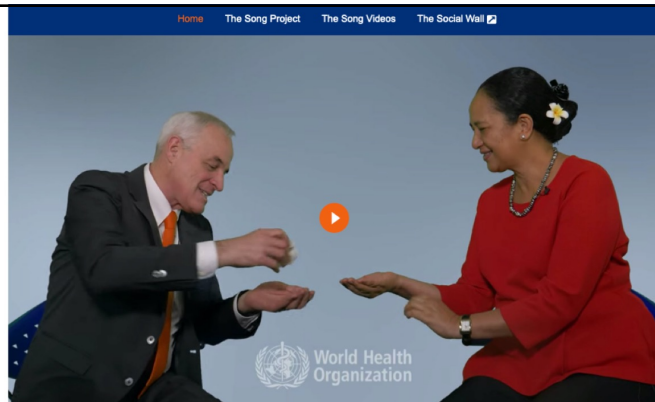 Home The Song Project The Song Videos The Social Wall
World Health
Organization